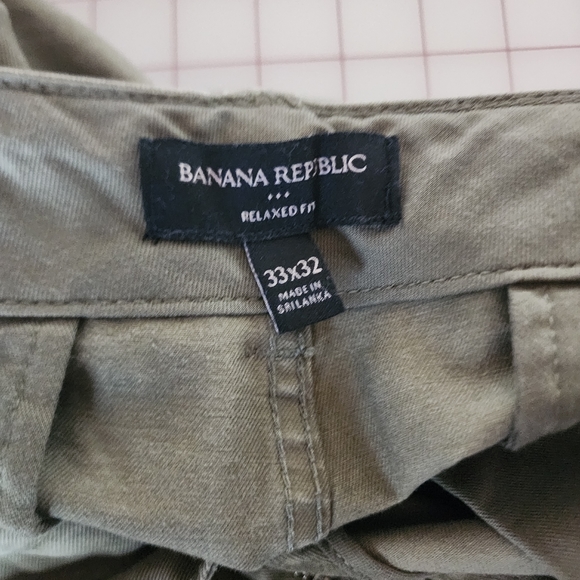 BANANA REPUBLIC
RELAXED FIT
33x32
MADE IN
SRI LANKA